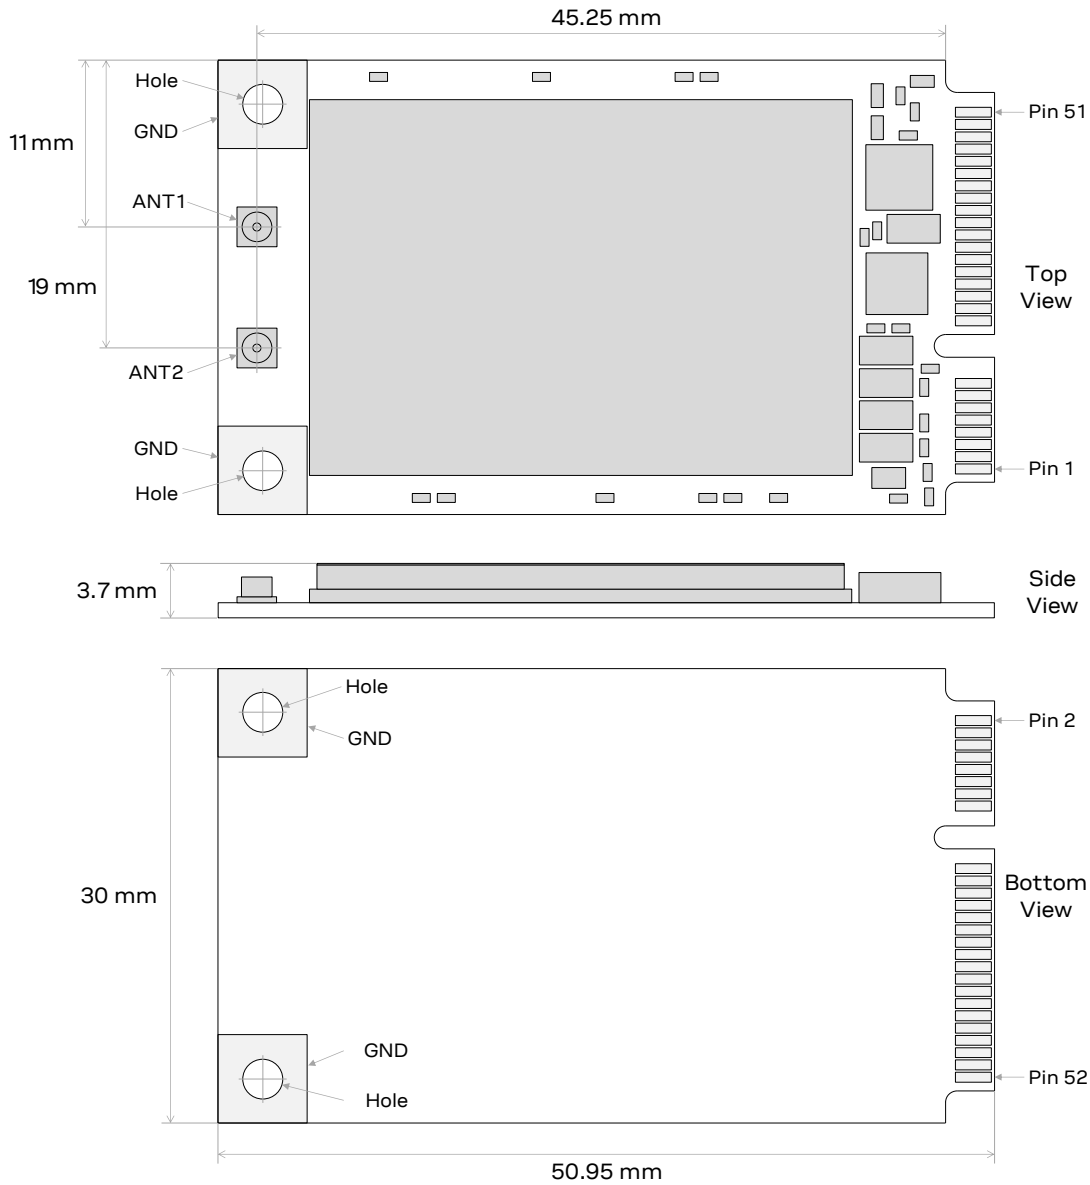 45.25 mm
Hole
GND
Pin 51
11 mm
ANT1
19 mm
Top
View
ANT2
GND
Hole
Pin 1
3.7 mm
Side
View
Hole
GND
Pin 2
30 mm
Bottom
View
GND
Hole
Pin 52
50.95 mm